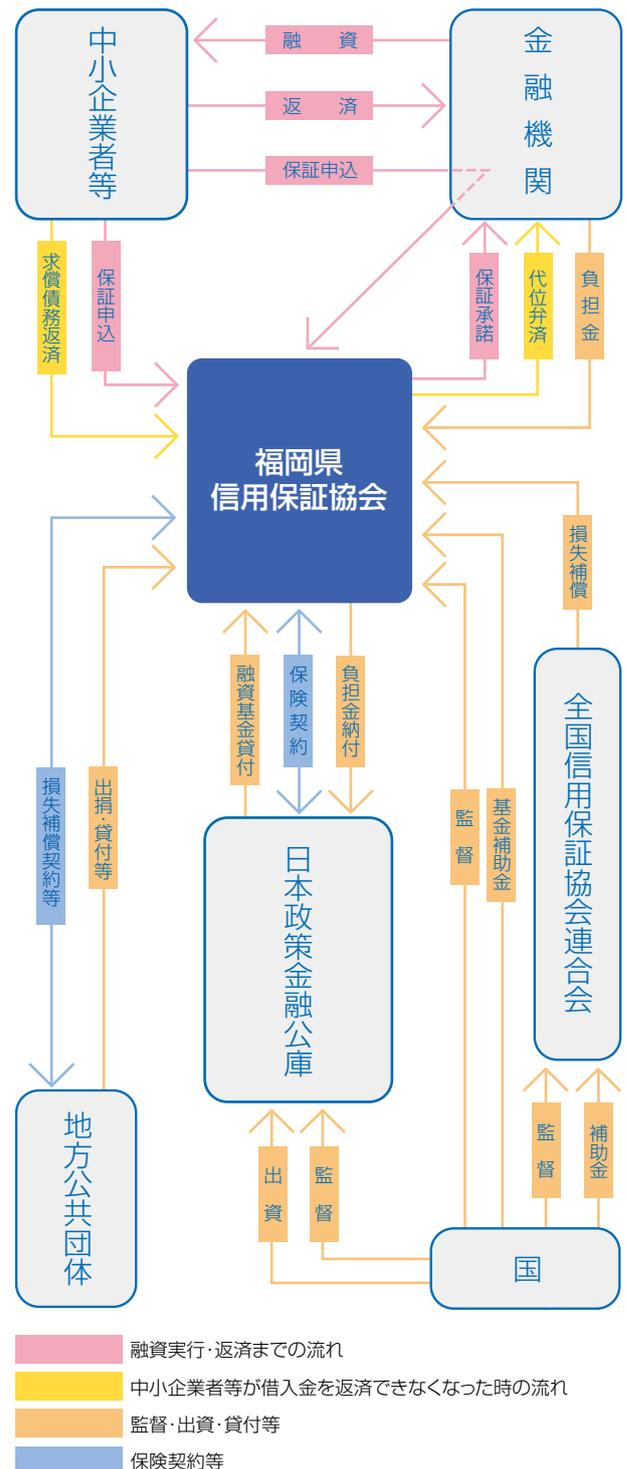 中小企業者等
融資
金融機関
返済
保証申込
求償債務返済
保証申込
保証承諾
代位弁済
負担金
福岡県
信用保証協会
損失補償
融資基金貸付
保険契約
負担金納付
損失補償契約等
出捐・貸付等
監督
基金補助金
全国信用保証協会連合会
日本政策金融公庫
地方公共団体
出資
監督
監督
補助金
国
融資実行・返済までの流れ
中小企業者等が借入金を返済できなくなった時の流れ
監督・出資・貸付等
保険契約等